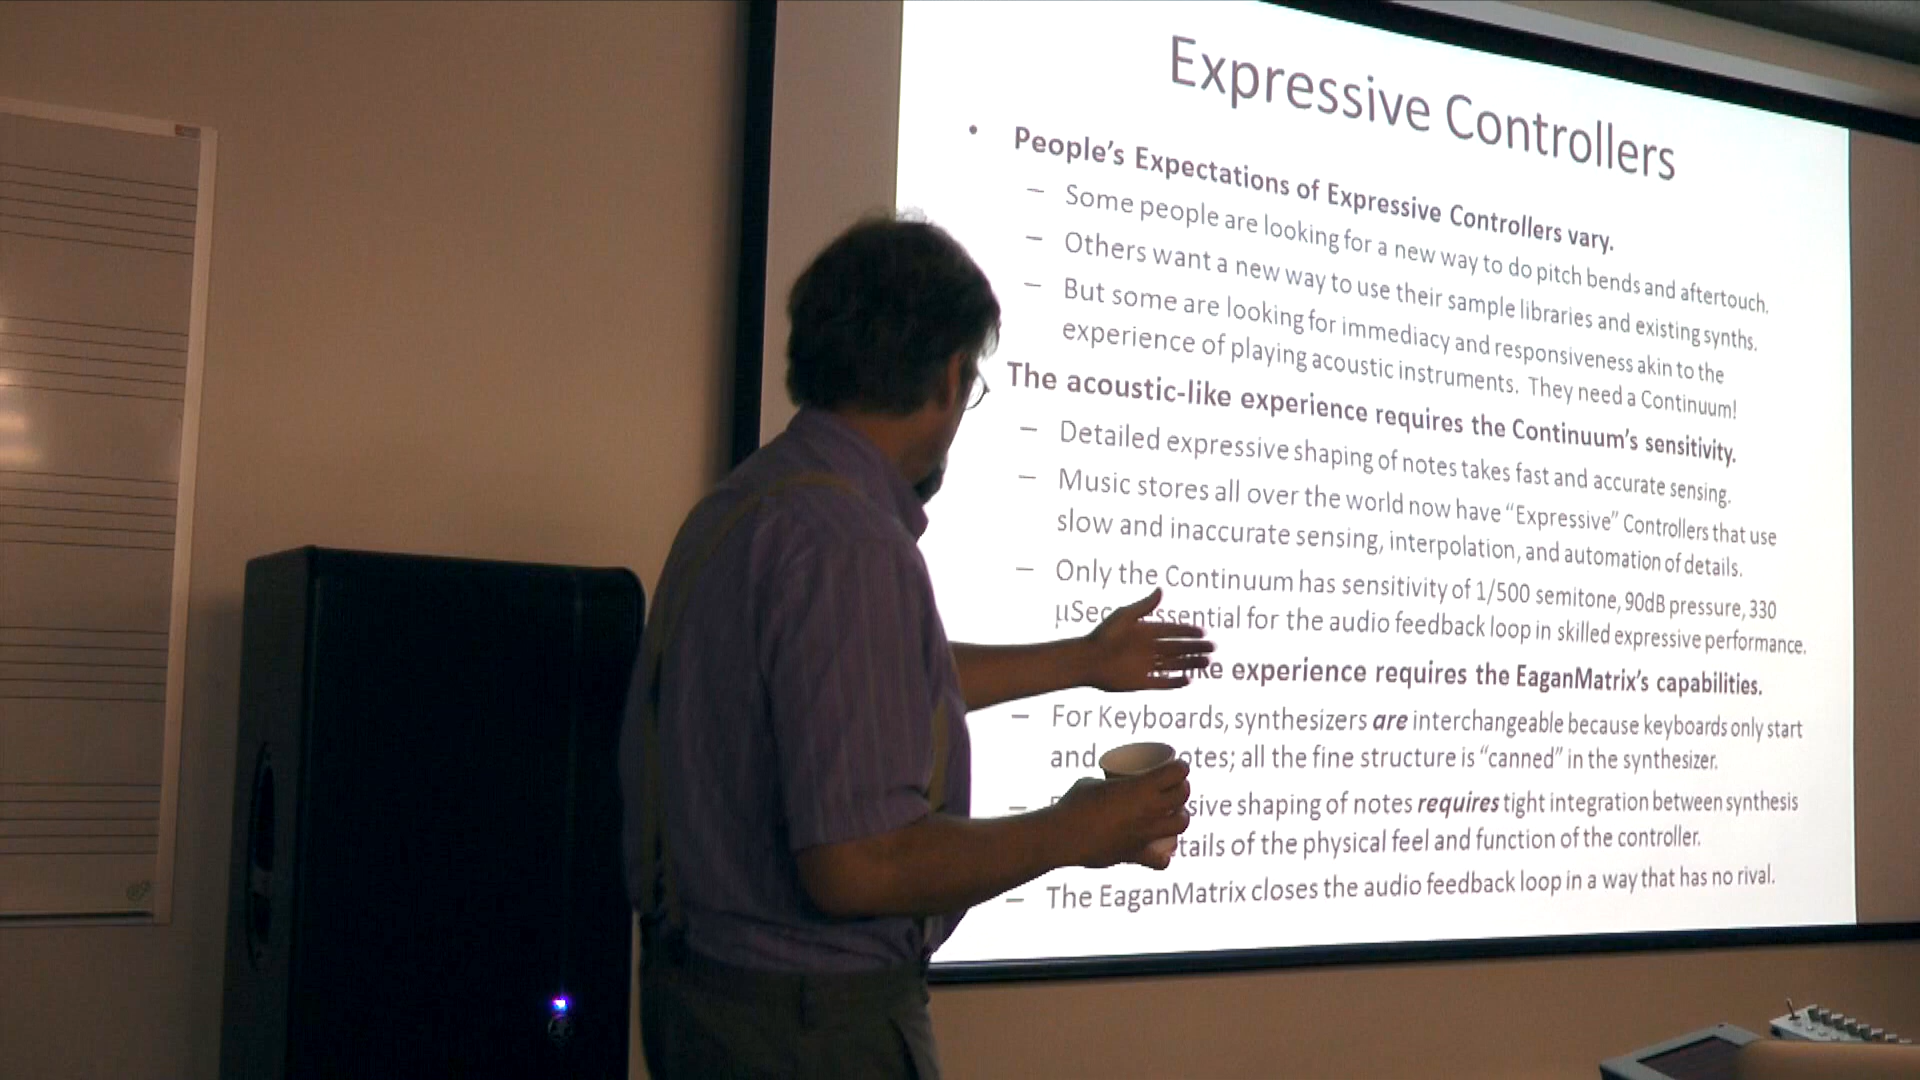 Expressive Controllers
• People's Expectations of Expressive Controllers vary.
– Some people are looking for a new way to do pitch bends and aftertouch.
– Others want a new way to use their sample libraries and existing synths.
– But some are looking for immediacy and responsiveness akin to the
experience of playing acoustic instruments. They need a Continuum!
The acoustic-like experience requires the Continuum's sensitivity.
– Detailed expressive shaping of notes takes fast and accurate sensing.
– Music stores all over the world now have “Expressive” Controllers that use
slow and inaccurate sensing, interpolation, and automation of details.
– Only the Continuum has sensitivity of 1/500 semitone, 90dB pressure, 330
µSec essential for the audio feedback loop in skilled expressive performance.
experience requires the EaganMatrix's capabilities.
– For Keyboards, synthesizers are interchangeable because keyboards only start
and notes; all the fine structure is “canned” in the synthesizer.
– shaping of notes requires tight integration between synthesis
of the physical feel and function of the controller.
– The EaganMatrix closes the audio feedback loop in a way that has no rival.